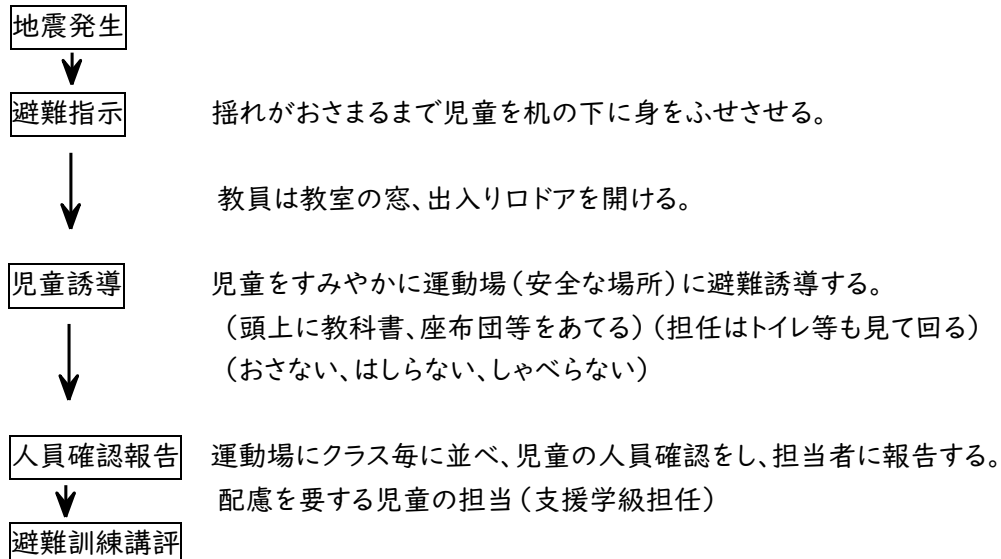 地震発生
避難指示 揺れがおさまるまで児童を机の下に身をふせさせる。
教員は教室の窓、出入り口ドアを開ける。
児童誘導 児童をすみやかに運動場（安全な場所）に避難誘導する。
（頭上に教科書、座布団等をあてる）（担任はトイレ等も見て回る）
（おさない、はしらない、しゃべらない）
人員確認報告 運動場にクラス毎に並べ、児童の人員確認をし、担当者に報告する。
配慮を要する児童の担当（支援学級担任）
避難訓練講評